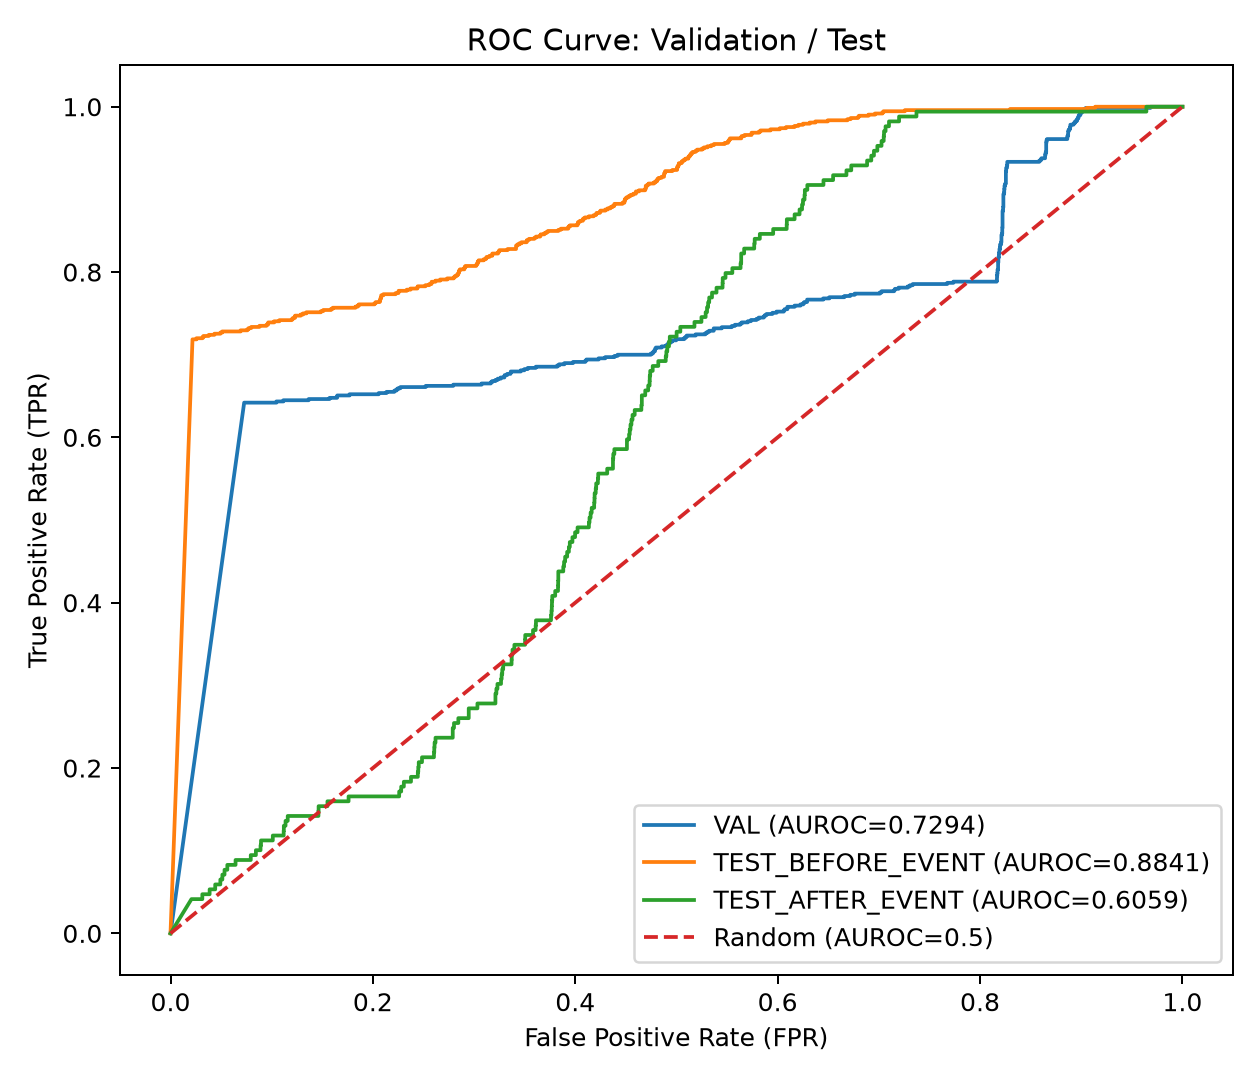 ROC Curve: Validation / Test
True Positive Rate (TPR)
1.0
0.8
0.6
0.4
0.2
0.0
VAL (AUROC=0.7294)
TEST_BEFORE_EVENT (AUROC=0.8841)
TEST_AFTER_EVENT (AUROC=0.6059)
Random (AUROC=0.5)
0.0 0.2 0.4 0.6 0.8 1.0
False Positive Rate (FPR)